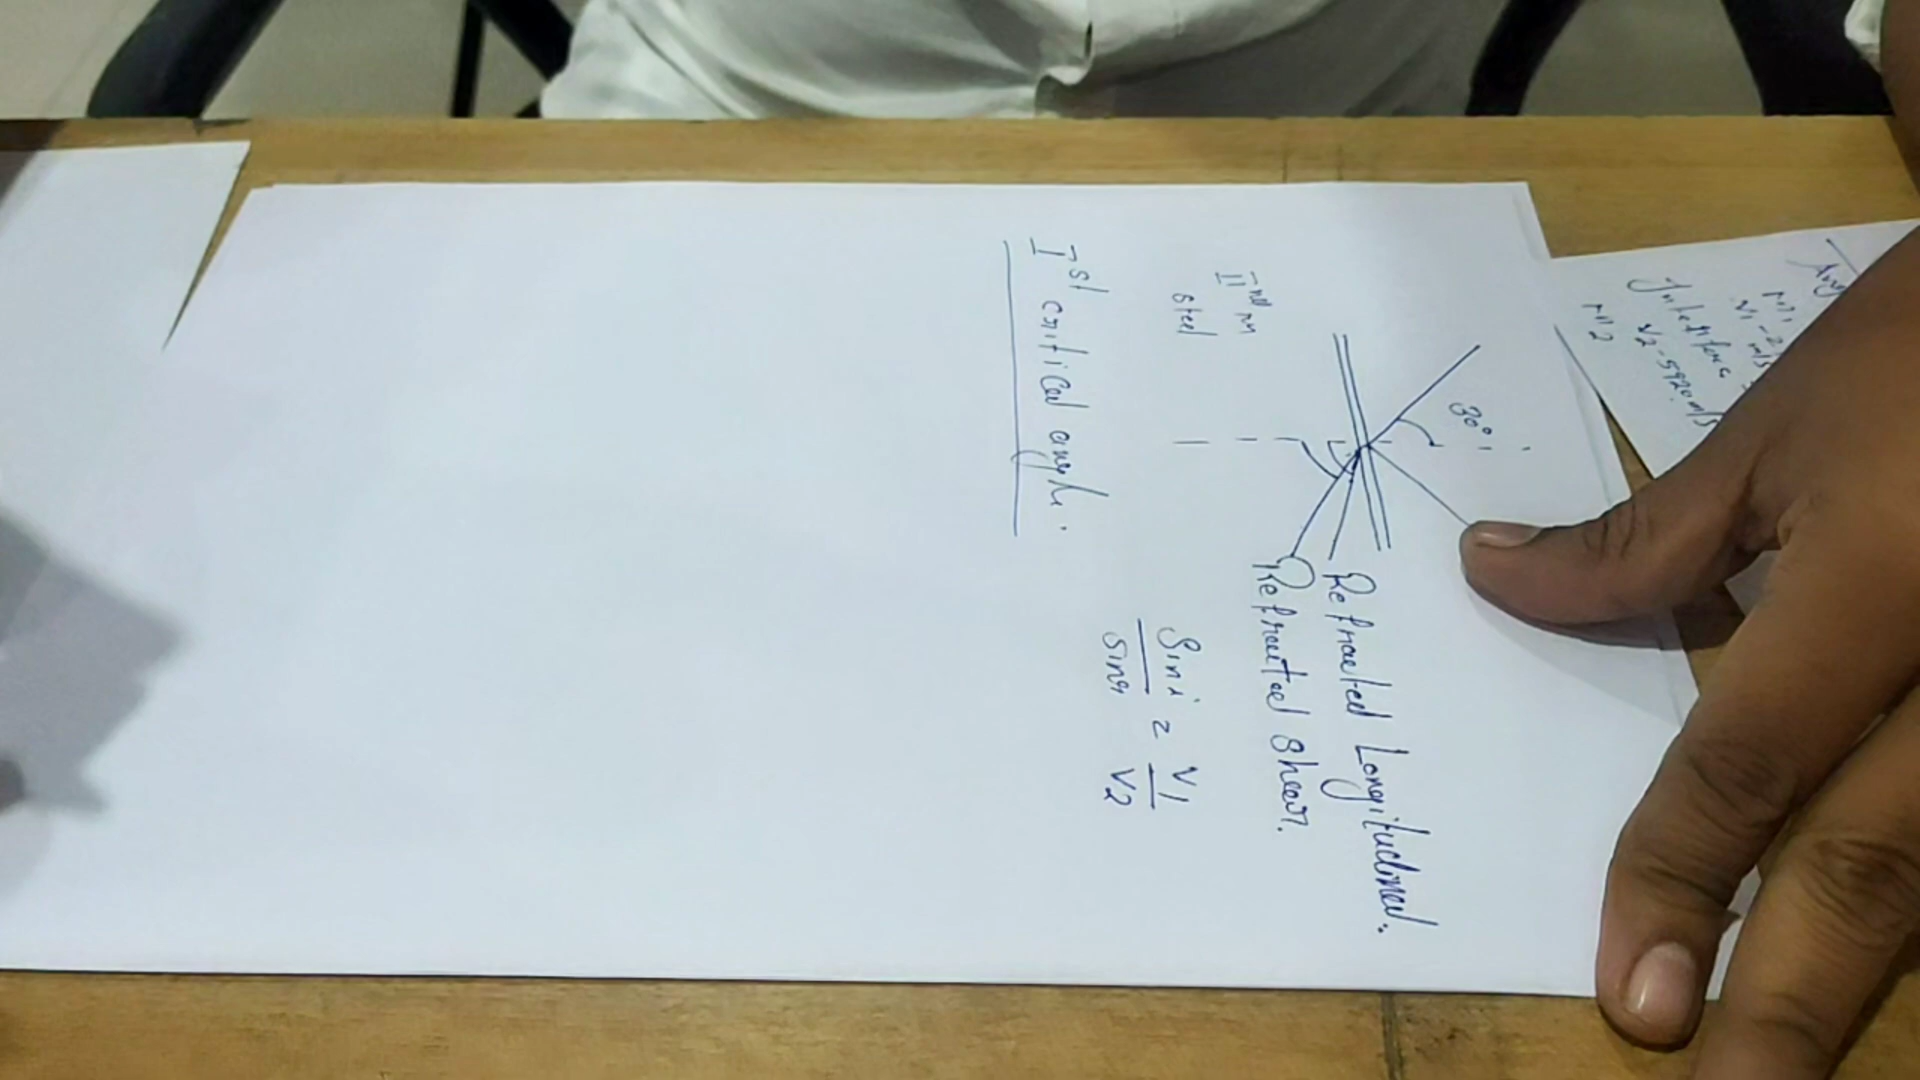 30°
Refracted Longitudinal.
Refracted shear.
IInd m
steel
Sin i = V1
Sin r V2
Ist critical angle.
Interface
V2 - 5920 m/s
m 2